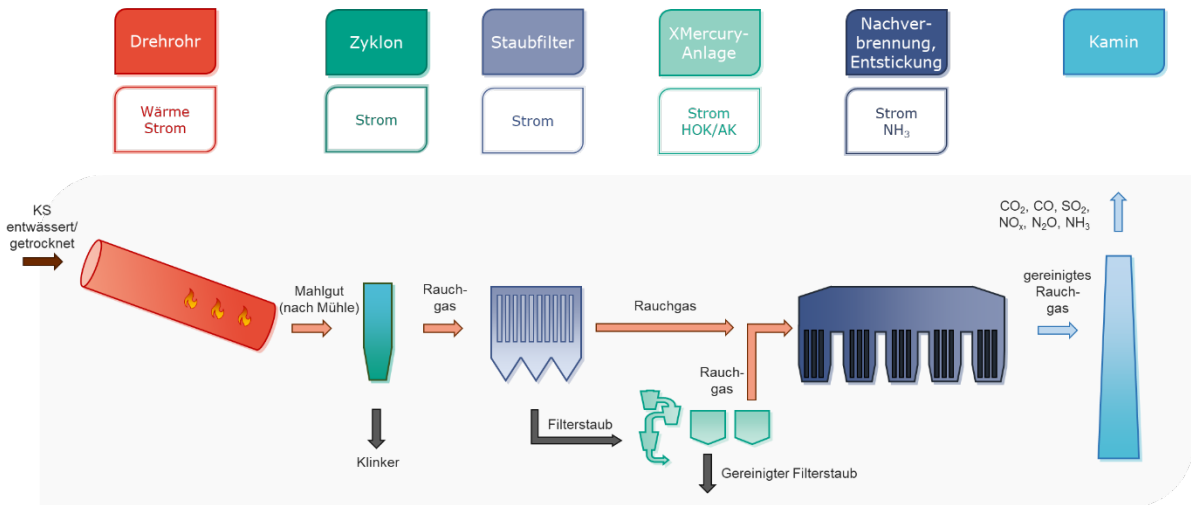 Drehrohr
Zyklon
Staubfilter
XMercury-
Anlage
Nachver-
brennung,
Entstickung
Kamin
Wärme
Strom
Strom
Strom
Strom
HOK/AK
Strom
NH₃
KS
entwässert/
getrocknet
Mahlgut
(nach Mühle)
Rauch-
gas
Rauchgas
Rauch-
gas
gereinigtes
Rauch-
gas
CO₂, CO, SO₂,
NOₓ, N₂O, NH₃
Filterstaub
Klinker
Gereinigter Filterstaub